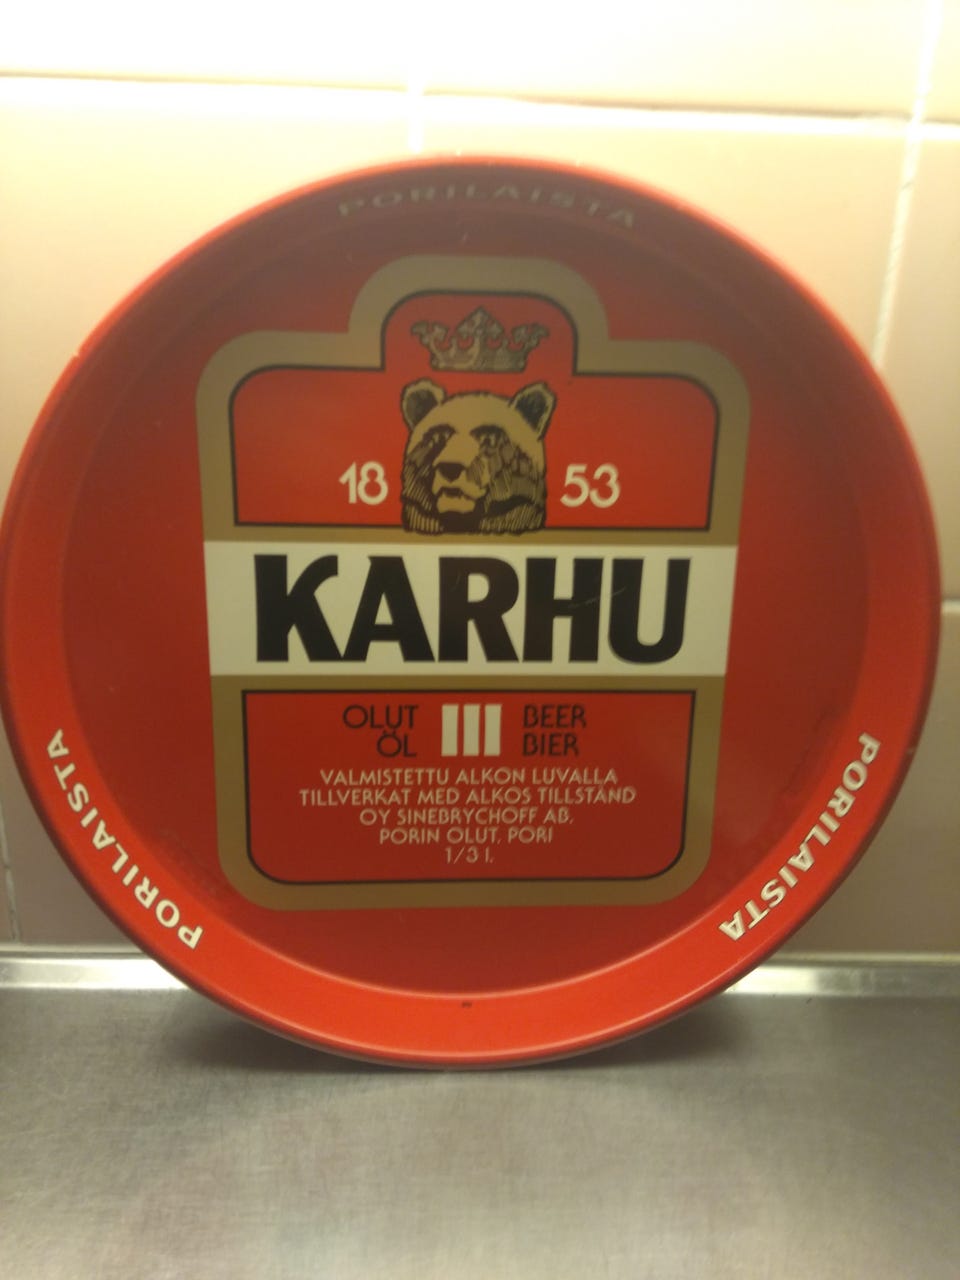 PORILAISTA
18 53
KARHU
OLUT III BEER
ÖL BIER
VALMISTETTU ALKON LUVALLA
TILLVERKAT MED ALKOS TILLSTÅND
OY SINEBRYCHOFF AB,
PORIN OLUT, PORI
1/3 l.
PORILAISTA
PORILAISTA